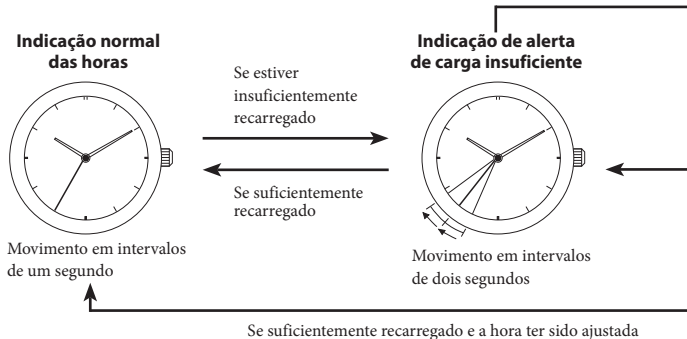 Indicação normal
das horas
Se estiver
insuficientemente
recarregado
Se suficientemente
recarregado
Movimento em intervalos
de um segundo
Indicação de alerta
de carga insuficiente
Movimento em intervalos
de dois segundos
Se suficientemente recarregado e a hora ter sido ajustada